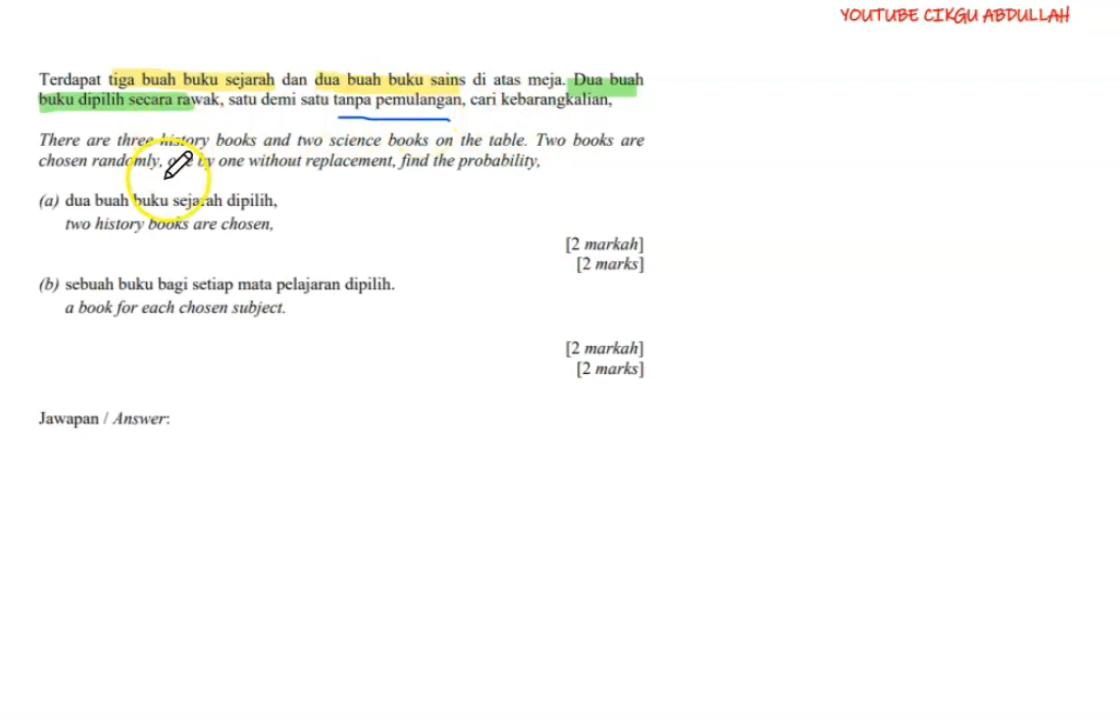 YOUTUBE CIKGU ABDULLAH
Terdapat tiga buah buku sejarah dan dua buah buku sains di atas meja. Dua buah
buku dipilih secara rawak, satu demi satu tanpa pemulangan, cari kebarangkalian,
There are three history books and two science books on the table. Two books are
chosen randomly, one by one without replacement, find the probability,
(a) dua buah buku sejarah dipilih,
two history books are chosen,
[2 markah]
[2 marks]
(b) sebuah buku bagi setiap mata pelajaran dipilih.
a book for each chosen subject.
[2 markah]
[2 marks]
Jawapan / Answer: